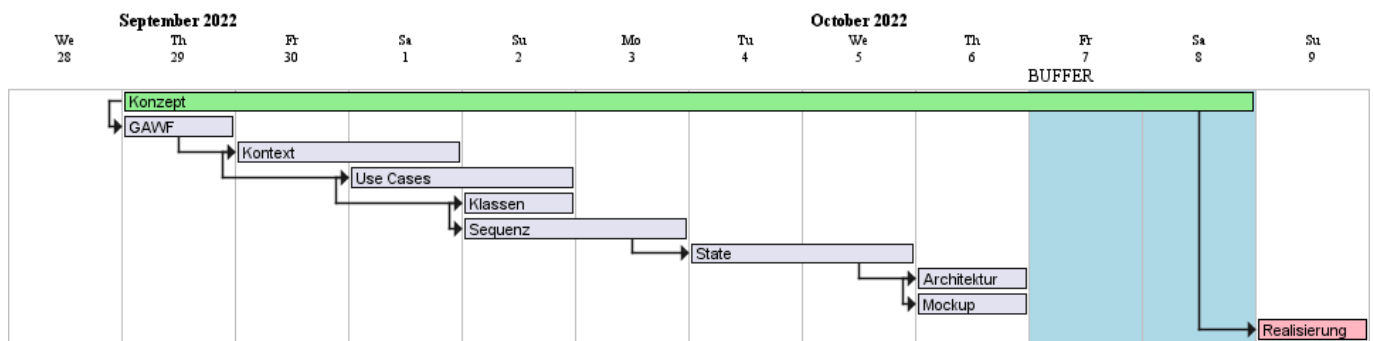 September 2022 October 2022
We Th Fr Sa Su Mo Tu We Th Fr Sa Su
28 29 30 1 2 3 4 5 6 7 8 9
BUFFER
Konzept
GAWF
Kontext
Use Cases
Klassen
Sequenz
State
Architektur
Mockup
Realisierung